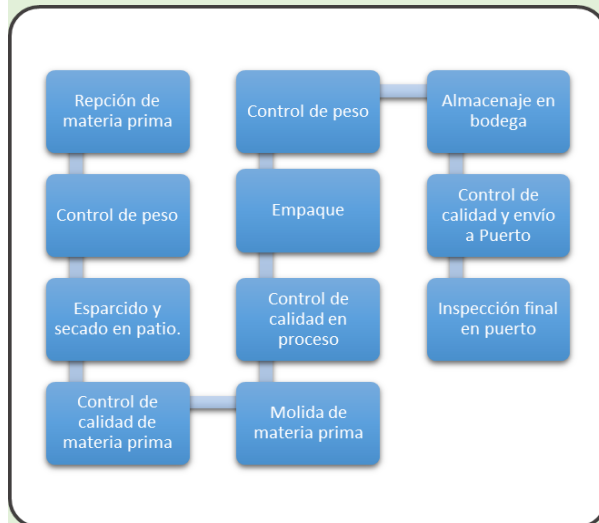 Repción de
materia prima
Control de peso
Esparcido y
secado en patio.
Control de
calidad de
materia prima
Molida de
materia prima
Control de
calidad en
proceso
Empaque
Control de peso
Almacenaje en
bodega
Control de
calidad y envío
a Puerto
Inspección final
en puerto